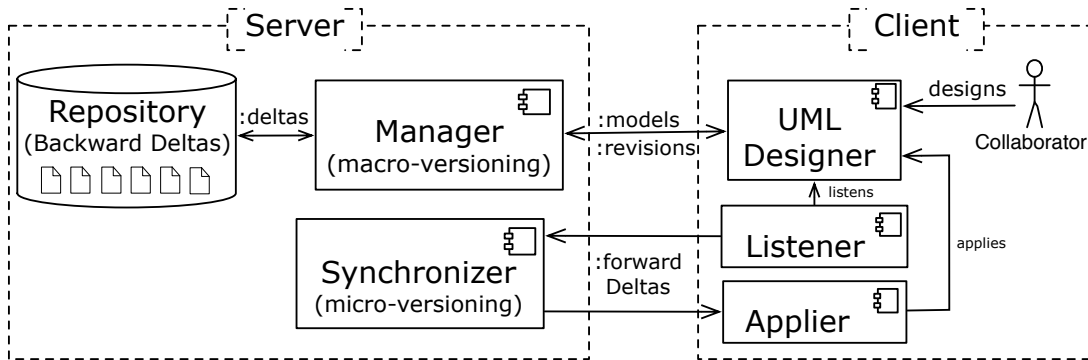 Server
Client
Repository
(Backward Deltas)
:deltas
Manager
(macro-versioning)
:models
:revisions
UML
Designer
designs
Collaborator
listens
Synchronizer
(micro-versioning)
:forward
Deltas
Listener
applies
Applier